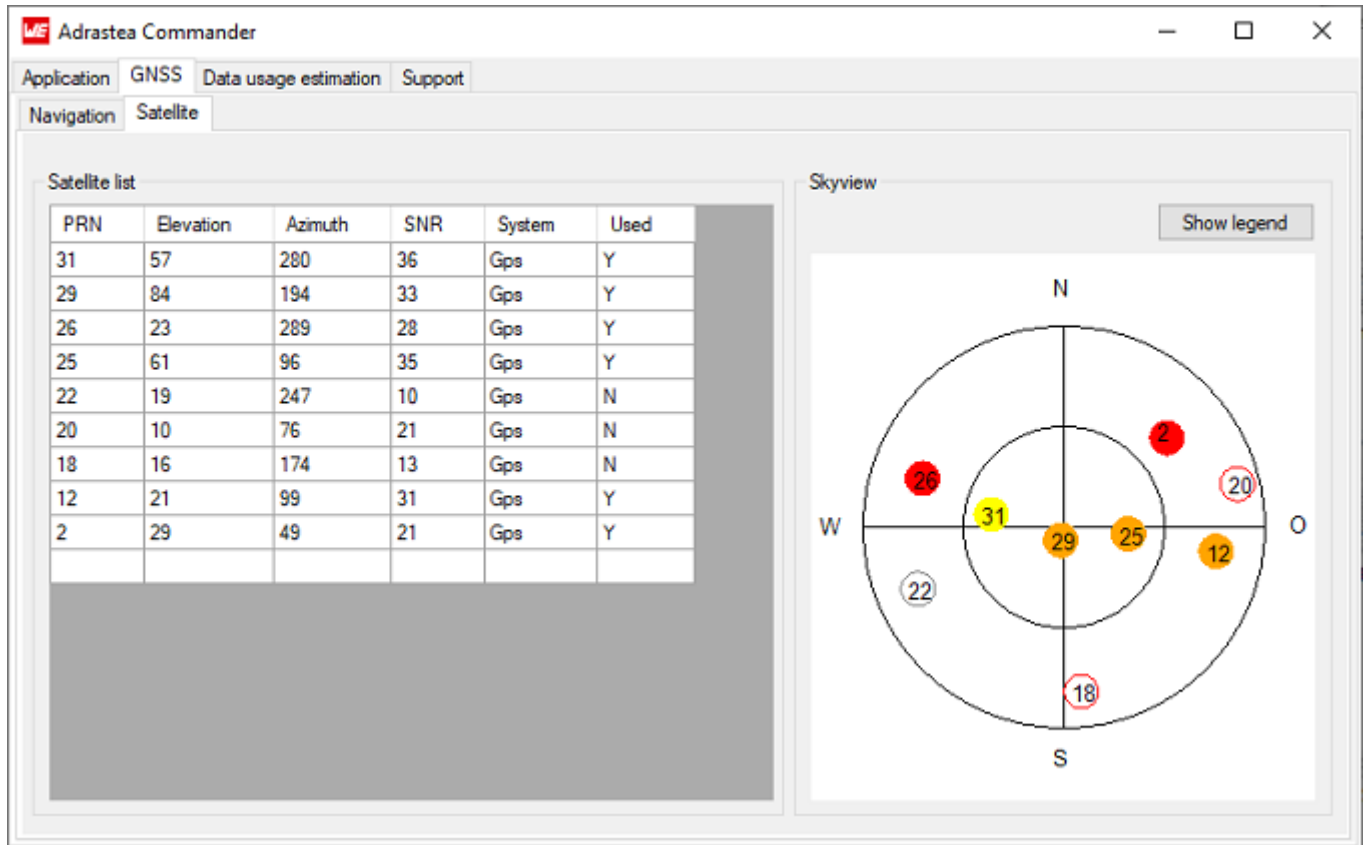 WE Adrastea Commander
Application GNSS Data usage estimation Support
Navigation Satellite
Satellite list
PRN Elevation Azimuth SNR System Used
31 57 280 36 Gps Y
29 84 194 33 Gps Y
26 23 289 28 Gps Y
25 61 96 35 Gps Y
22 19 247 10 Gps N
20 10 76 21 Gps N
18 16 174 13 Gps N
12 21 99 31 Gps Y
2 29 49 21 Gps Y
Skyview
Show legend
N
2
26 20
31
W 29 25 O
12
22
18
S